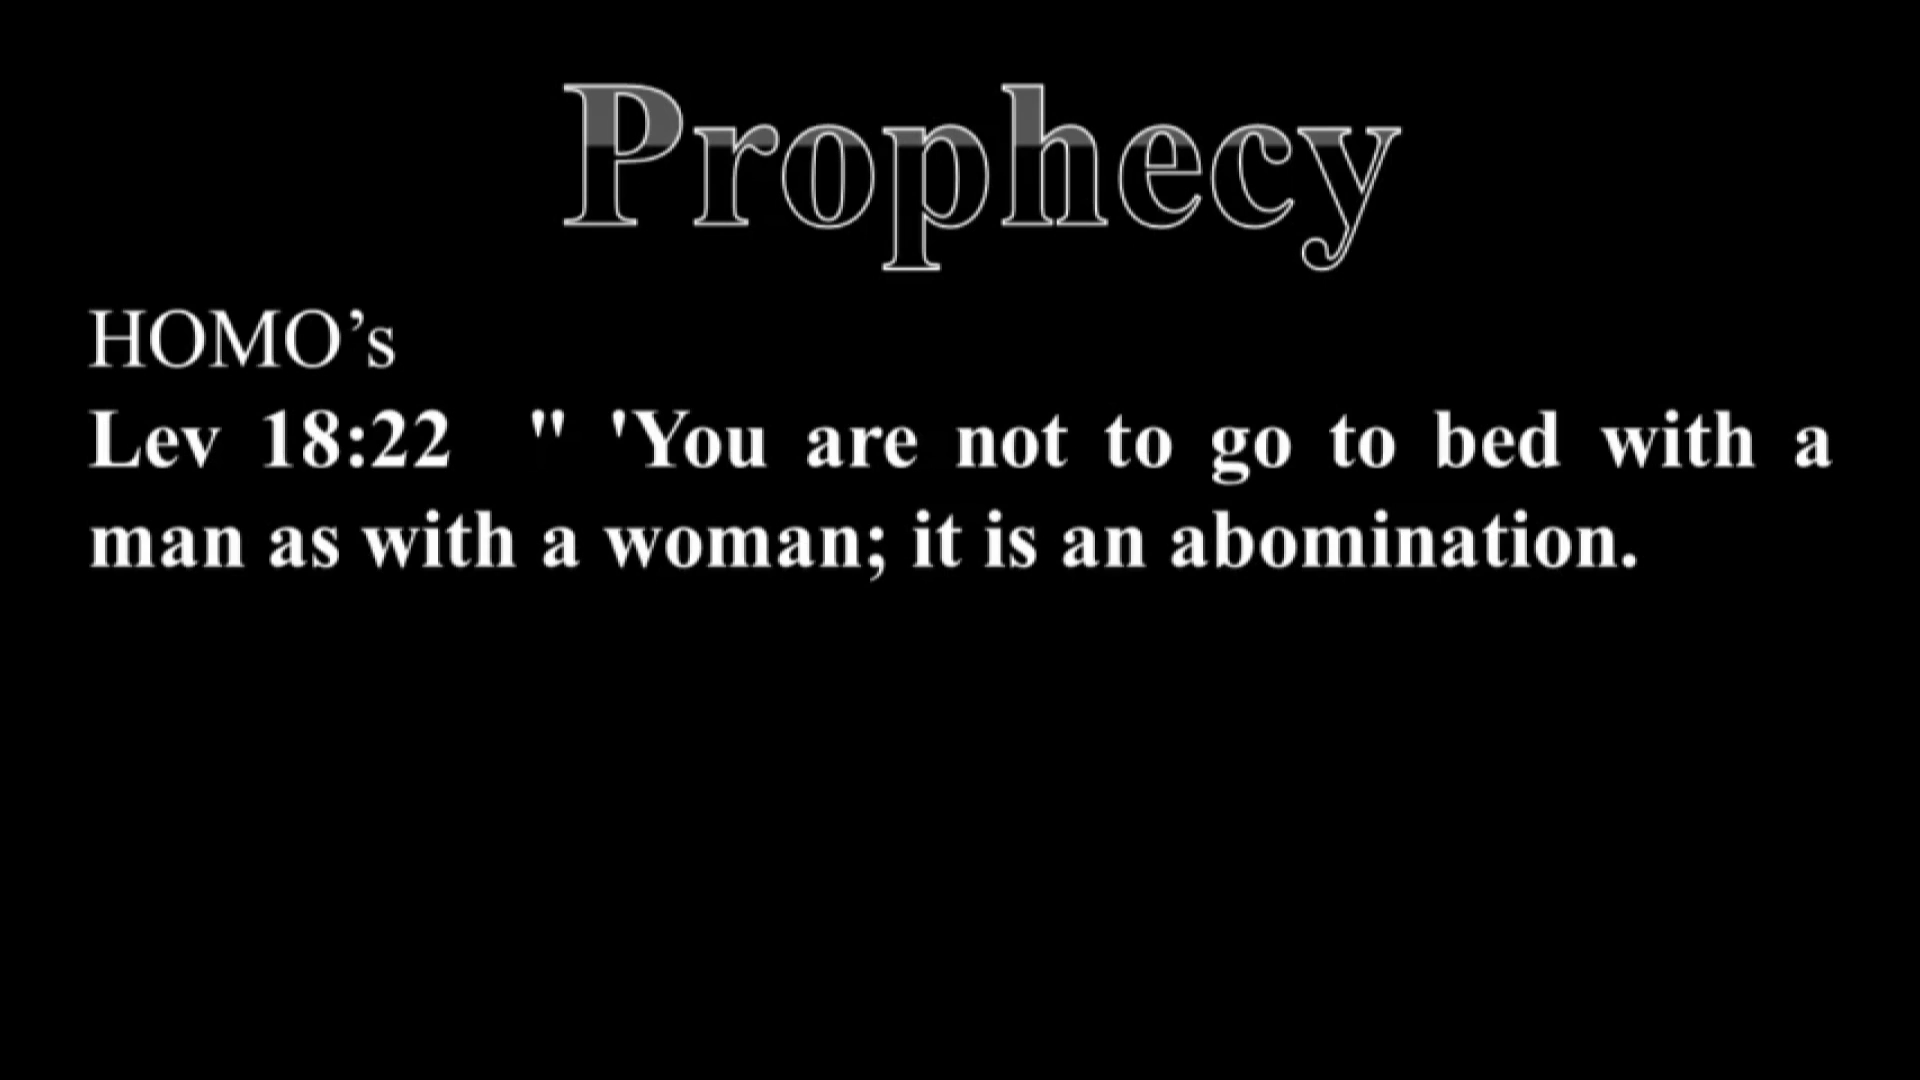 Prophecy
HOMO’s
Lev 18:22 " 'You are not to go to bed with a
man as with a woman; it is an abomination.